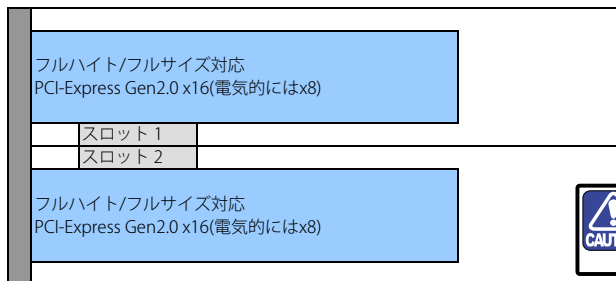 フルハイト/フルサイズ対応
PCI-Express Gen2.0 x16(電気的にはx8)
スロット 1
スロット 2
フルハイト/フルサイズ対応
PCI-Express Gen2.0 x16(電気的にはx8)